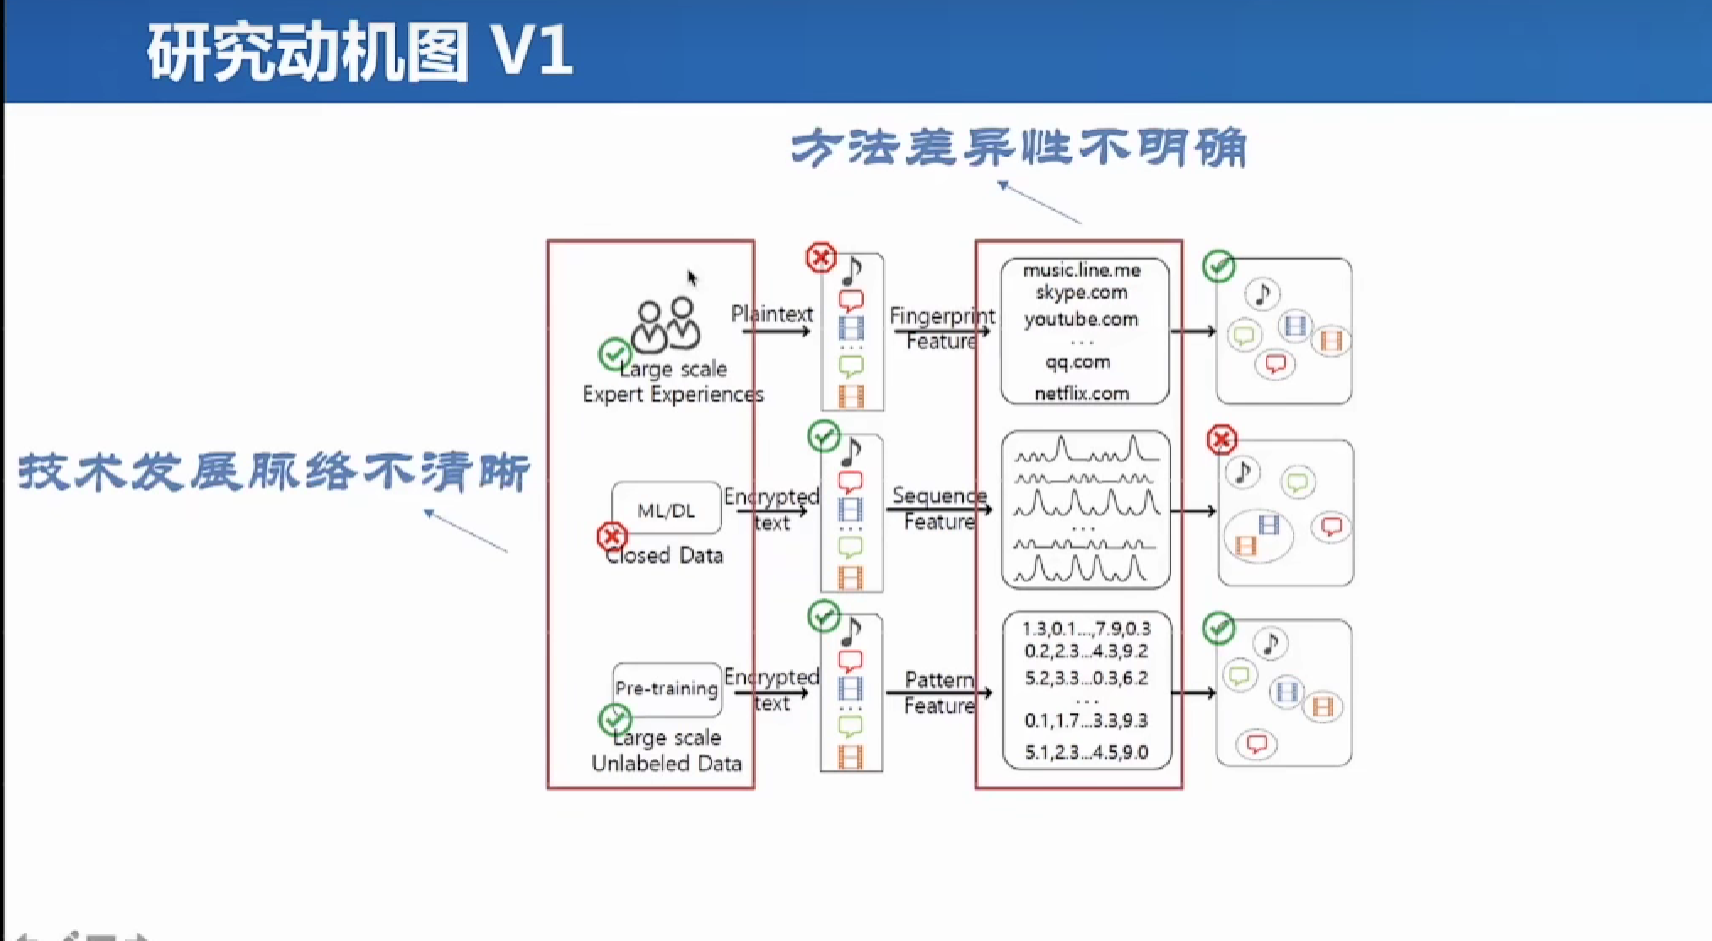 研究动机图 V1
方法差异性不明确
技术发展脉络不清晰
Large scale
Expert Experiences
Plaintext
Fingerprint
Feature
music.line.me
skype.com
youtube.com
...
qq.com
netflix.com
ML/DL
Closed Data
Encrypted
text
Sequence
Feature
...
Pre-training
Large scale
Unlabeled Data
Encrypted
text
Pattern
Feature
1.3,0.1...,7.9,0.3
0.2,2.3...4.3,9.2
5.2,3.3...0.3,6.2
...
0.1,1.7...3.3,9.3
5.1,2.3...4.5,9.0